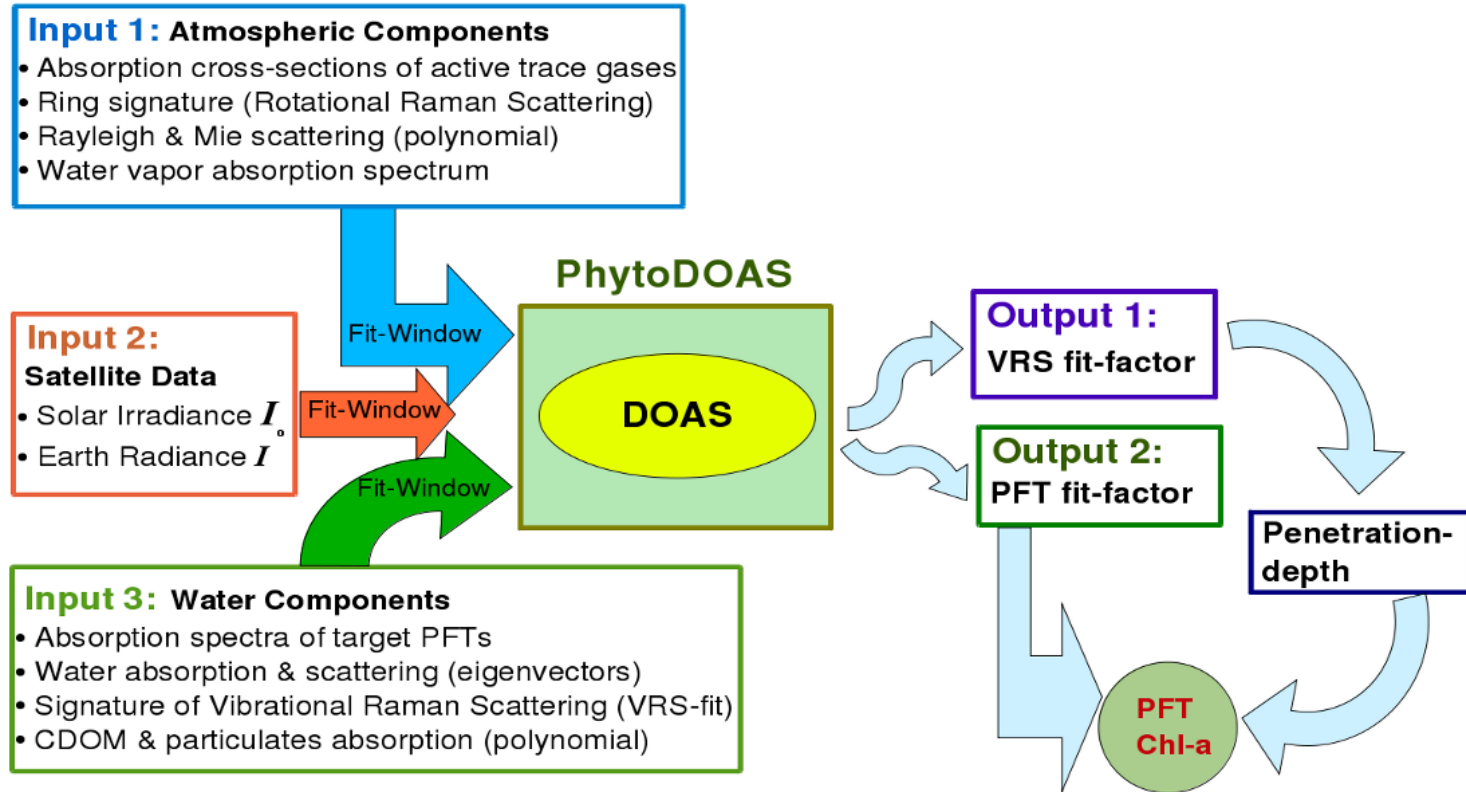 Input 1: Atmospheric Components
• Absorption cross-sections of active trace gases
• Ring signature (Rotational Raman Scattering)
• Rayleigh & Mie scattering (polynomial)
• Water vapor absorption spectrum
Fit-Window
Input 2:
Satellite Data
• Solar Irradiance I₀
• Earth Radiance I
Fit-Window
Fit-Window
Input 3: Water Components
• Absorption spectra of target PFTs
• Water absorption & scattering (eigenvectors)
• Signature of Vibrational Raman Scattering (VRS-fit)
• CDOM & particulates absorption (polynomial)
PhytoDOAS
DOAS
Output 1:
VRS fit-factor
Output 2:
PFT fit-factor
Penetration-
depth
PFT
Chl-a